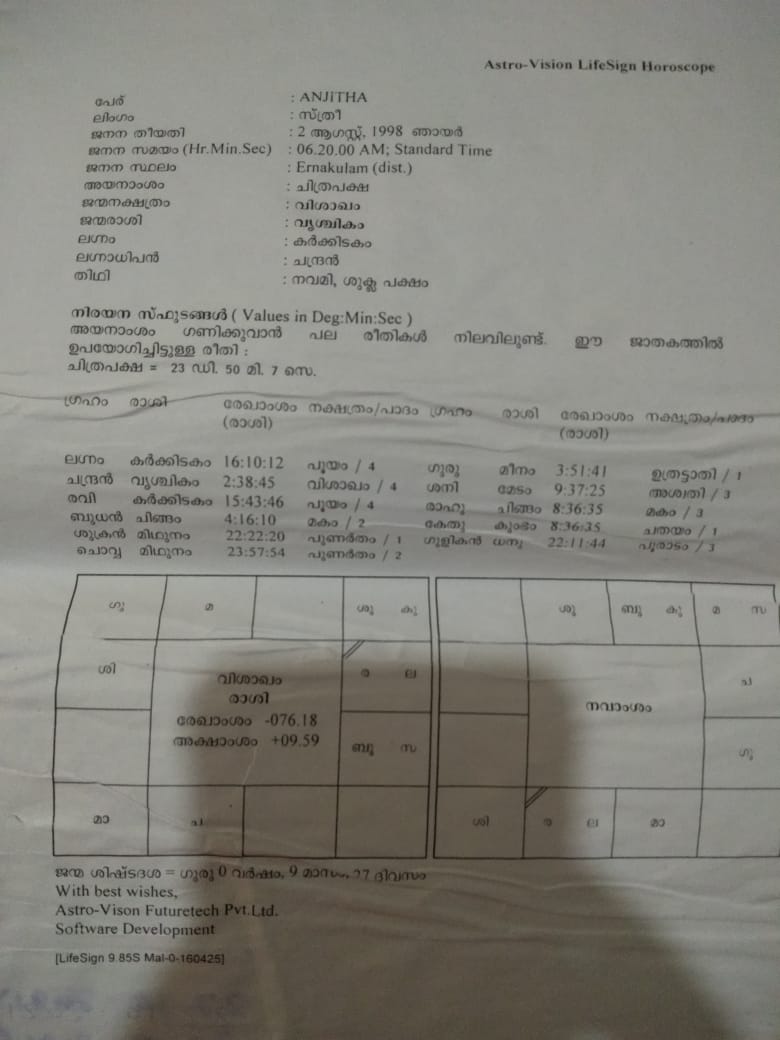 Astro-Vision LifeSign Horoscope
പേര് : ANJITHA
ലിംഗം : സ്ത്രീ
ജനന തീയതി : 2 ആഗസ്റ്റ്, 1998 ഞായർ
ജനന സമയം (Hr.Min.Sec) : 06.20.00 AM; Standard Time
ജനന സ്ഥലം : Ernakulam (dist.)
അയനാംശം : ചിത്രപക്ഷ
ജന്മനക്ഷത്രം : വിശാഖം
ജന്മരാശി : വൃശ്ചികം
ലഗ്നം : കർക്കിടകം
ലഗ്നാധിപൻ : ചന്ദ്രൻ
തിഥി : നവമി, ശുക്ല പക്ഷം
നിരയന സ്ഫുടങ്ങൾ ( Values in Deg:Min:Sec )
അയനാംശം ഗണിക്കുവാൻ പല രീതികൾ നിലവിലുണ്ട്. ഈ ജാതകത്തിൽ
ഉപയോഗിച്ചിട്ടുള്ള രീതി :
ചിത്രപക്ഷ = 23 ഡി. 50 മി. 7 സെ.
ഗ്രഹം രാശി രേഖാംശം നക്ഷത്രം/പാദം ഗ്രഹം രാശി രേഖാംശം നക്ഷത്രം/പാദം
(രാശി) (രാശി)
ലഗ്നം കർക്കിടകം 16:10:12 പൂയം / 4 ഗുരു മീനം 3:51:41 ഉത്രട്ടാതി / 1
ചന്ദ്രൻ വൃശ്ചികം 2:38:45 വിശാഖം / 4 ശനി മേടം 9:37:25 അശ്വതി / 3
രവി കർക്കിടകം 15:43:46 പൂയം / 4 രാഹു ചിങ്ങം 8:36:35 മകം / 3
ബുധൻ ചിങ്ങം 4:16:10 മകം / 2 കേതു കുംഭം 8:36:35 ചതയം / 1
ശുക്രൻ മിഥുനം 22:22:20 പുണർതം / 1 ഗുളികൻ ധനു 22:11:44 പൂരാടം / 3
ചൊവ്വ മിഥുനം 23:57:54 പുണർതം / 2
ഗു മ ശു കു ശു ബു കു മ സ
ശി ര ല ച
വിശാഖം
രാശി
രേഖാംശം -076.18
അക്ഷാംശം +09.59
നവാംശം
ബു സ ഗു
മാ ച ശി ര ല മാ
ജന്മ ശിഷ്ടദശ = ഗുരു 0 വർഷം, 9 മാസം, 27 ദിവസം
With best wishes,
Astro-Vison Futuretech Pvt.Ltd.
Software Development
[LifeSign 9.85S Mal-0-160425]